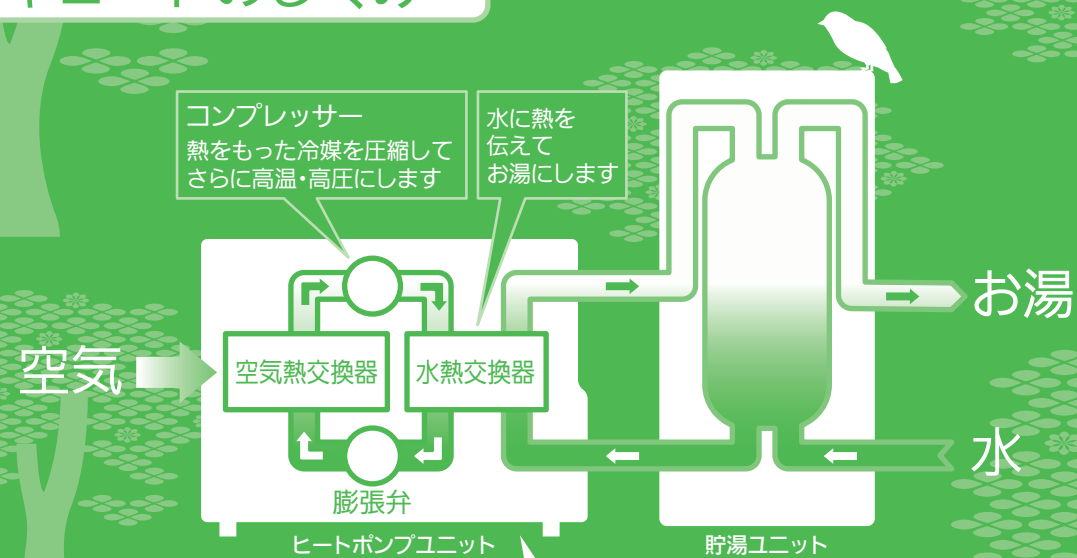 コンプレッサー
熱をもった冷媒を圧縮して
さらに高温・高圧にします
水に熱を
伝えて
お湯にします
お湯
空気
空気熱交換器
水熱交換器
水
膨張弁
ヒートポンプユニット
貯湯ユニット